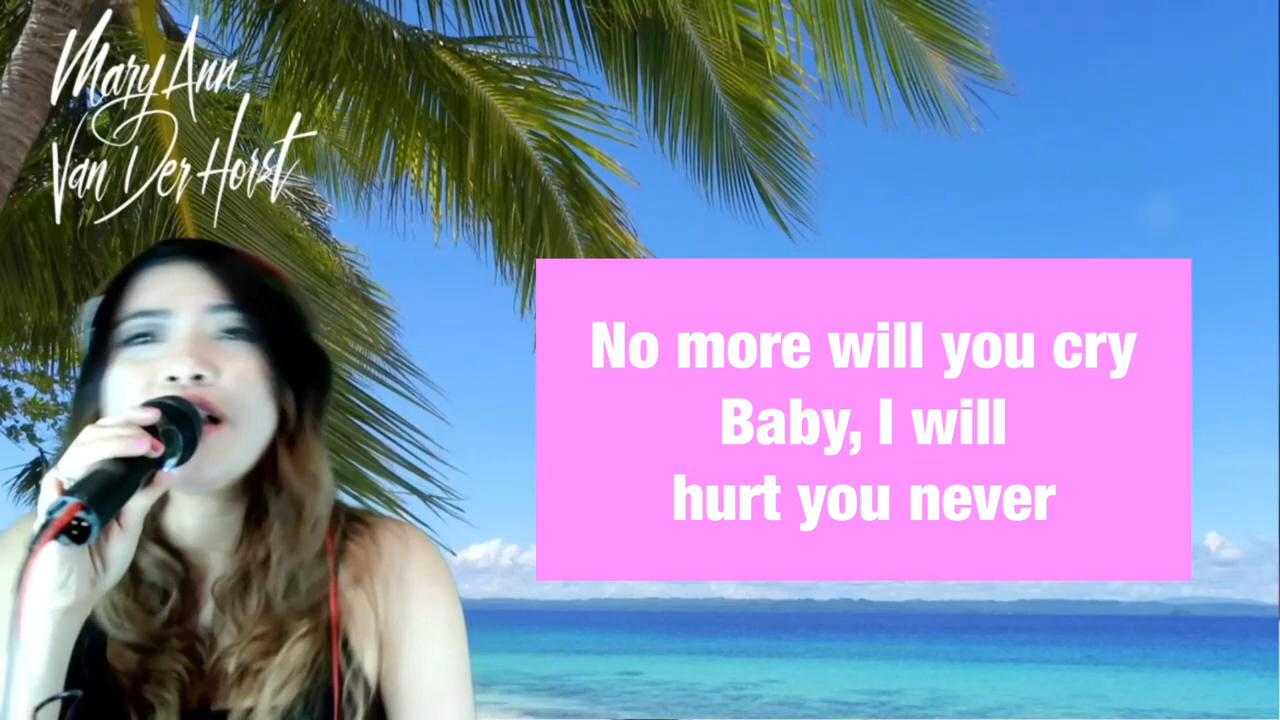 Mary Ann
Van Der Horst
No more will you cry
Baby, I will
hurt you never